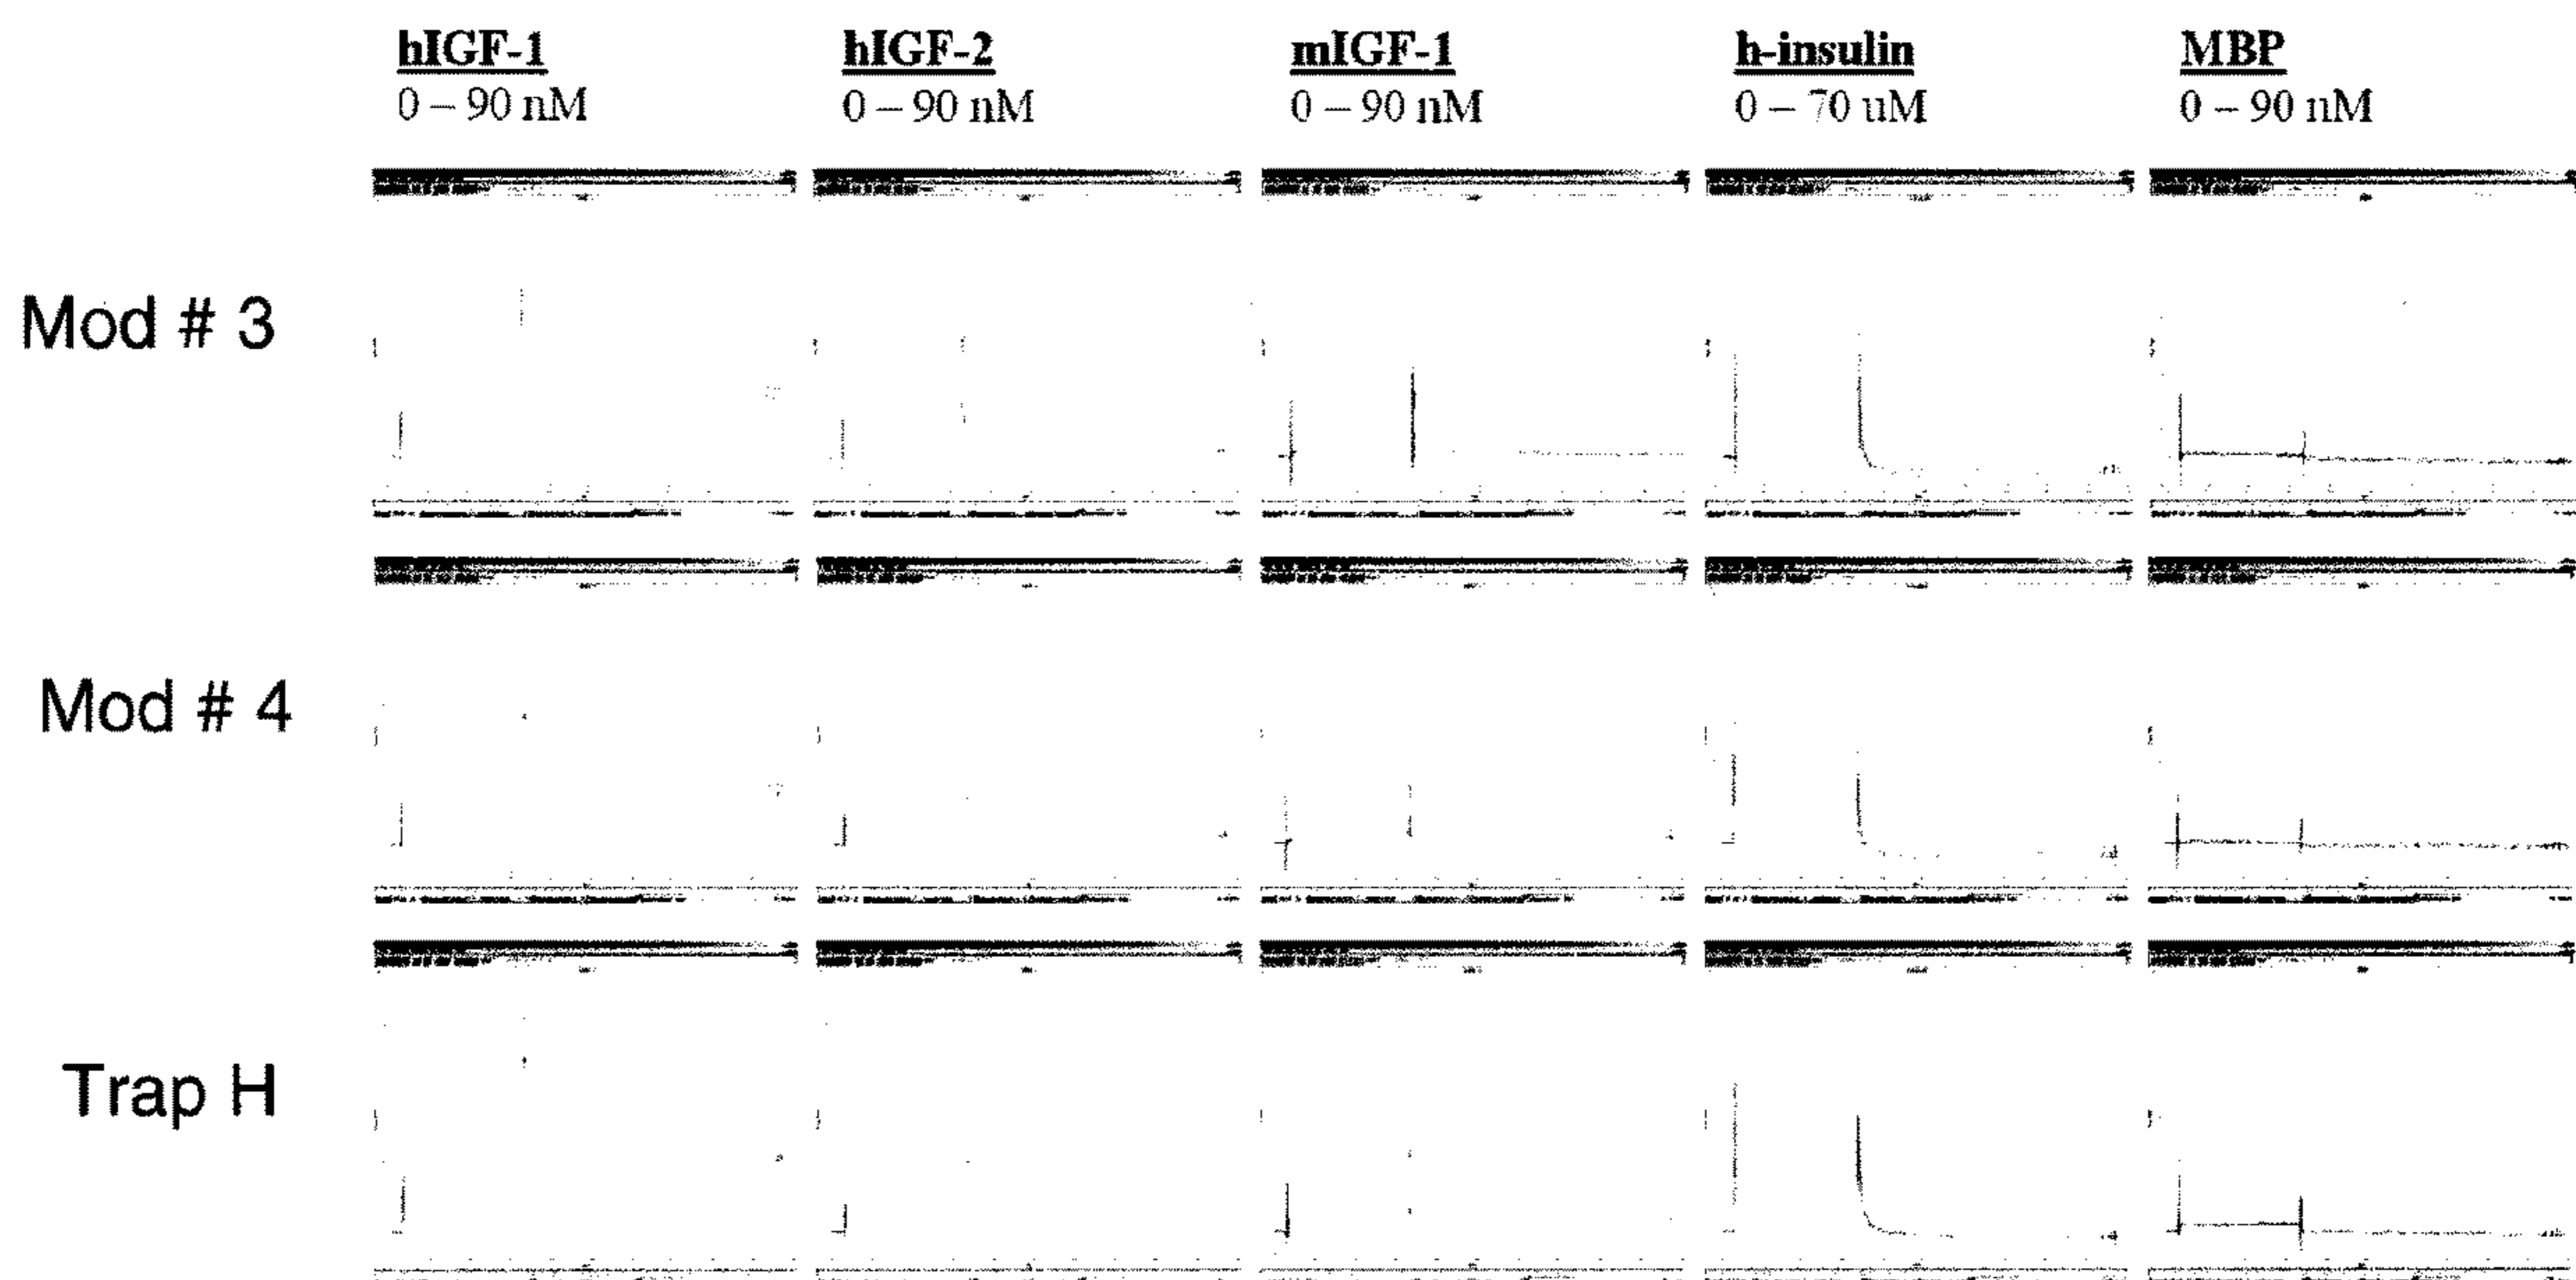 hIGF-1 hIGF-2 mIGF-1 h-insulin MBP
0 – 90 nM 0 – 90 nM 0 – 90 nM 0 – 70 uM 0 – 90 nM
Mod # 3
Mod # 4
Trap H